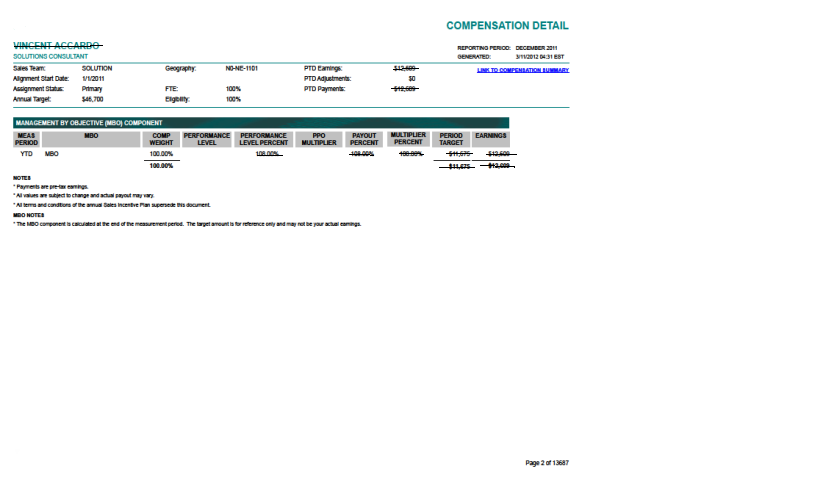 COMPENSATION DETAIL
VINCENT ACCARDO
REPORTING PERIOD: DECEMBER 2011
SOLUTIONS CONSULTANT
GENERATED: 3/11/2012 04:31 EST
Sales Team: SOLUTION Geography: N0-NE-1101 PTD Earnings: $12,609
LINK TO COMPENSATION SUMMARY
Alignment Start Date: 1/1/2011 PTD Adjustments: $0
Assignment Status: Primary FTE: 100% PTD Payments: $12,609
Annual Target: $46,700 Eligibility: 100%
MANAGEMENT BY OBJECTIVE (MBO) COMPONENT
MEAS PERIOD MBO COMP WEIGHT PERFORMANCE LEVEL PERFORMANCE LEVEL PERCENT PPO MULTIPLIER PAYOUT PERCENT MULTIPLIER PERCENT PERIOD TARGET EARNINGS
YTD MBO 100.00% 108.00% 108.00% 100.00% $11,675 $12,609
100.00% $11,675 $12,609
NOTES
* Payments are pre-tax earnings.
* All values are subject to change and actual payout may vary.
* All terms and conditions of the annual Sales Incentive Plan supersede this document.
MBO NOTES
* The MBO component is calculated at the end of the measurement period. The target amount is for reference only and may not be your actual earnings.
Page 2 of 13687